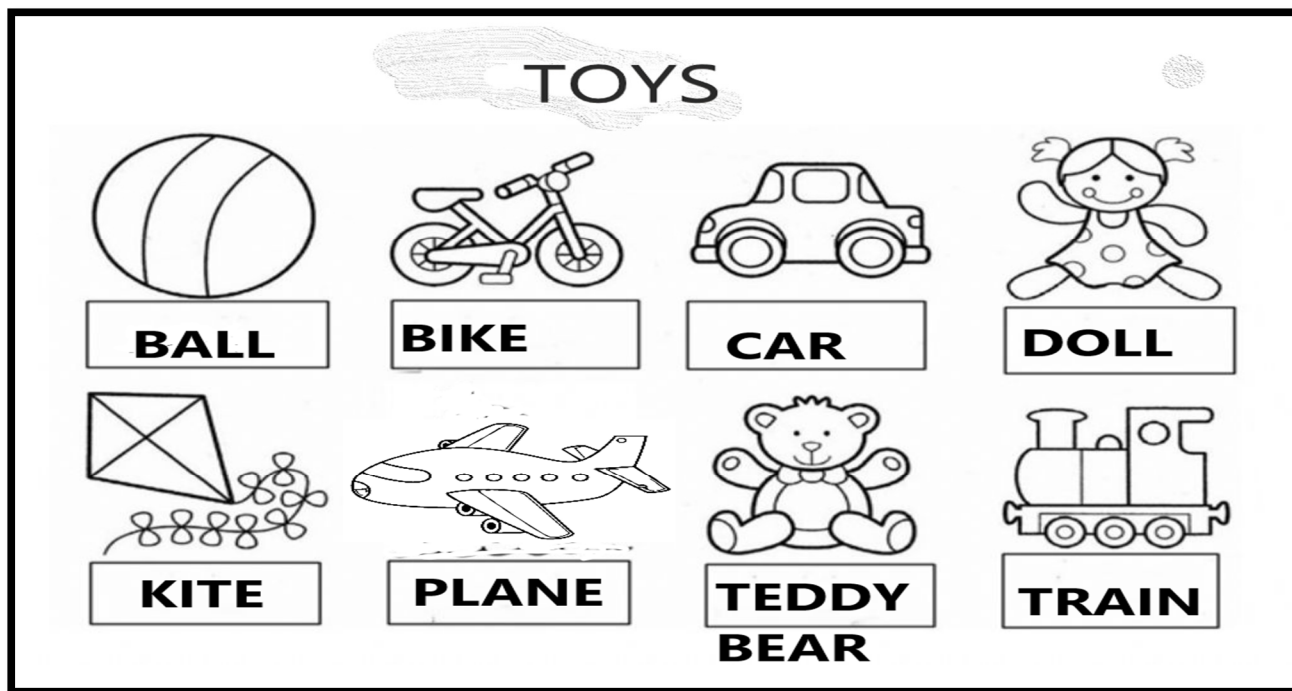 TOYS
BALL
BIKE
CAR
DOLL
KITE
PLANE
TEDDY
BEAR
TRAIN